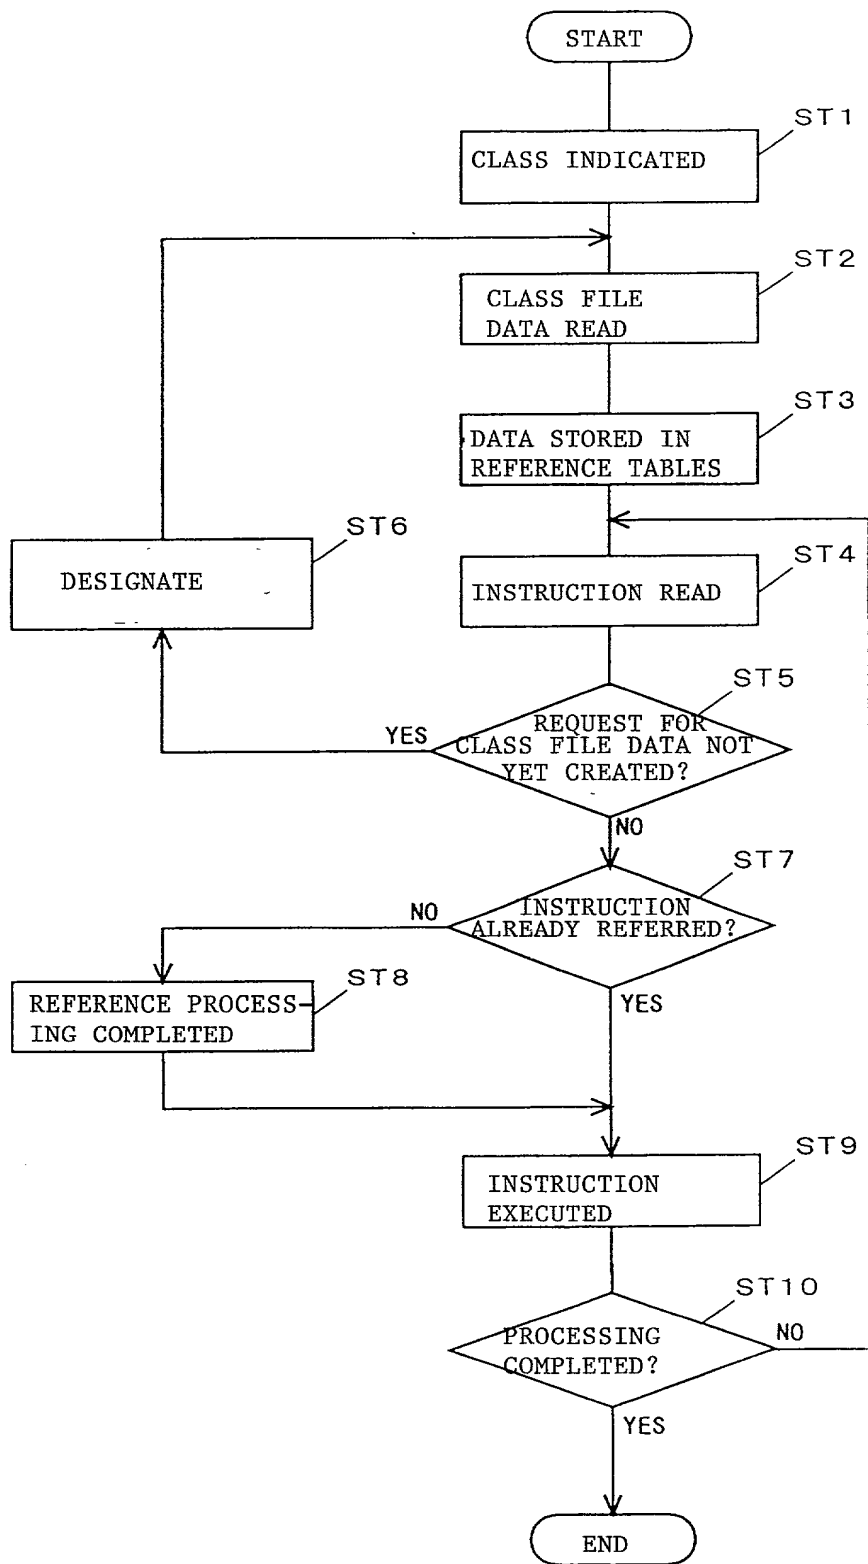 START
ST1
CLASS INDICATED
ST2
CLASS FILE
DATA READ
ST3
DATA STORED IN
REFERENCE TABLES
ST6
DESIGNATE
ST4
INSTRUCTION READ
ST5
YES
REQUEST FOR
CLASS FILE DATA NOT
YET CREATED?
NO
ST7
NO
INSTRUCTION
ALREADY REFERRED?
YES
ST8
REFERENCE PROCESS-
ING COMPLETED
ST9
INSTRUCTION
EXECUTED
ST10
PROCESSING
COMPLETED?
NO
YES
END